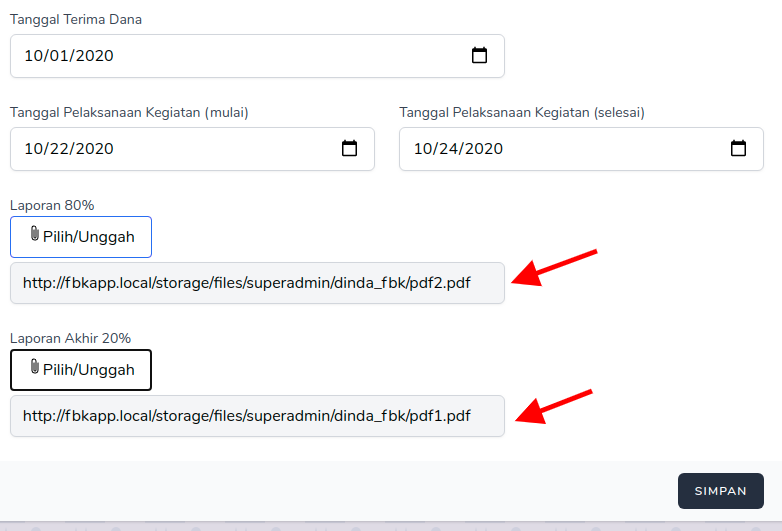 Tanggal Terima Dana
10/01/2020
Tanggal Pelaksanaan Kegiatan (mulai)
Tanggal Pelaksanaan Kegiatan (selesai)
10/22/2020
10/24/2020
Laporan 80%
Pilih/Unggah
http://fbkapp.local/storage/files/superadmin/dinda_fbk/pdf2.pdf
Laporan Akhir 20%
Pilih/Unggah
http://fbkapp.local/storage/files/superadmin/dinda_fbk/pdf1.pdf
SIMPAN